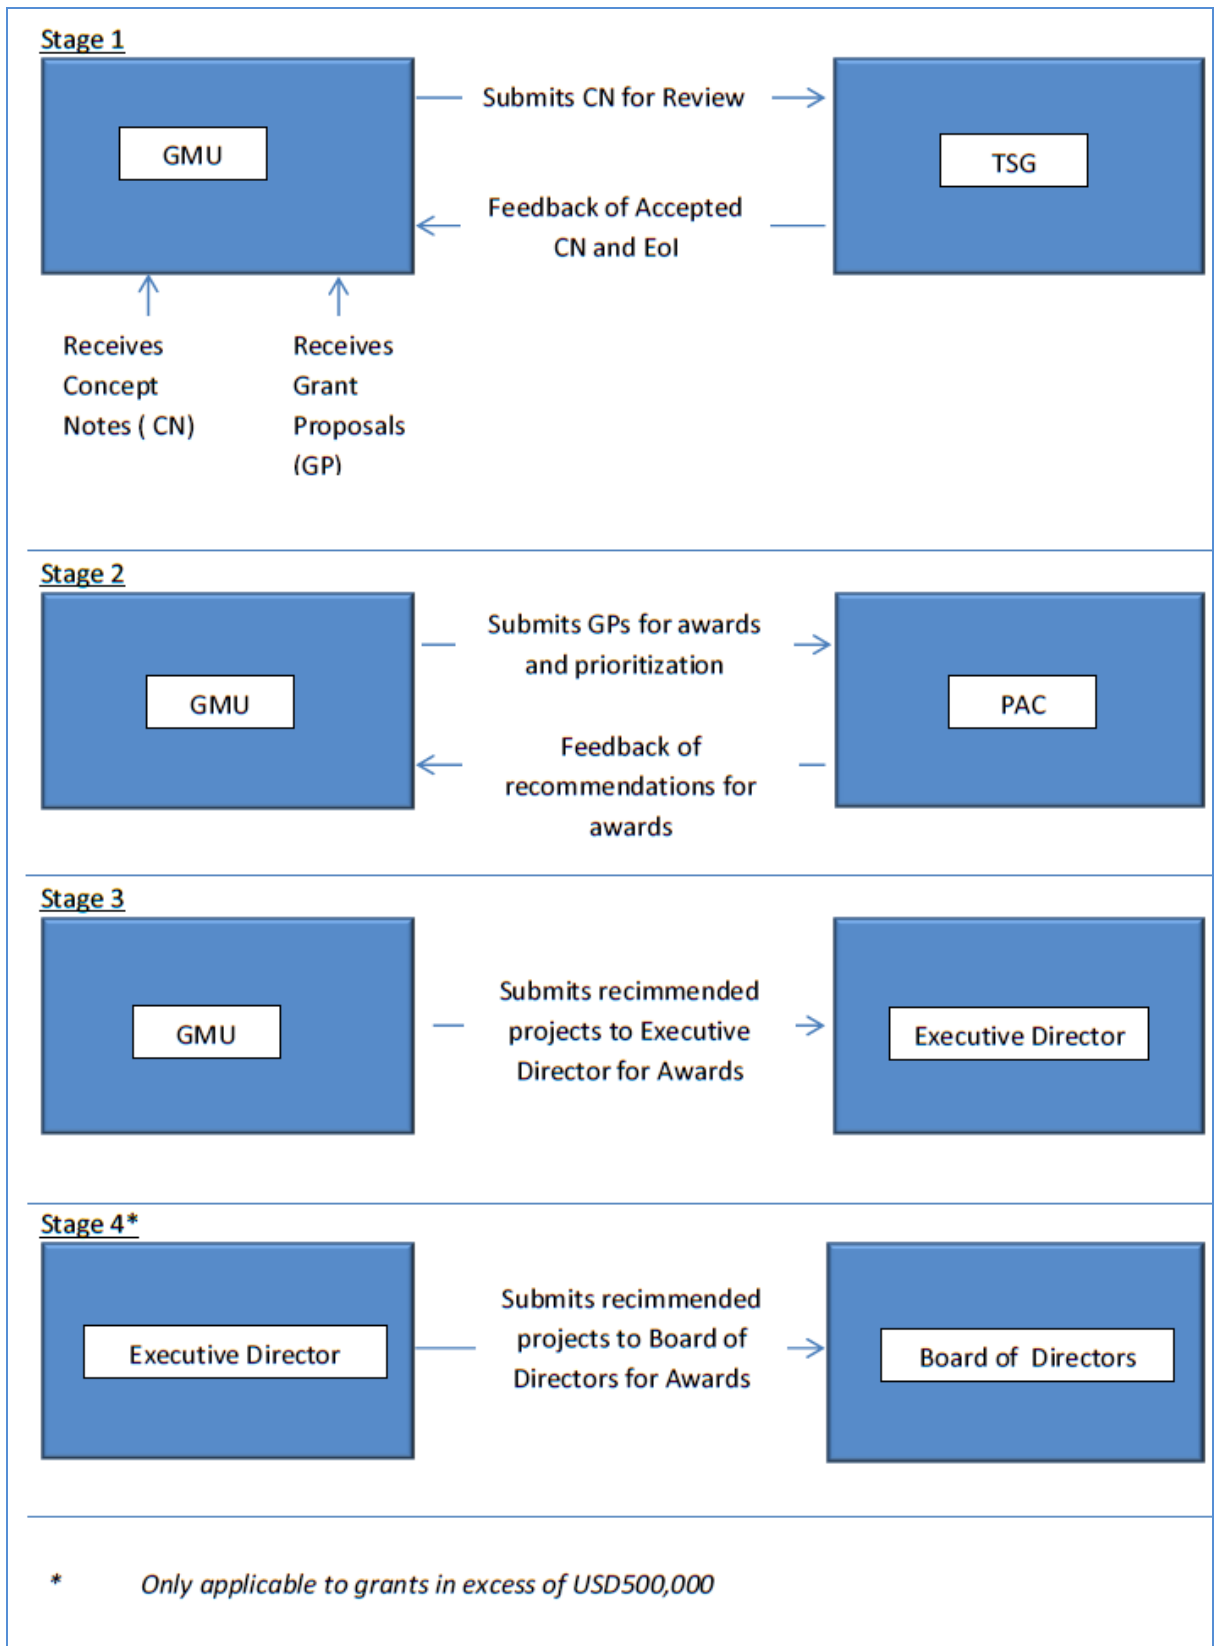 Stage 1
GMU
Submits CN for Review
TSG
Feedback of Accepted
CN and EoI
Receives
Concept
Notes ( CN)
Receives
Grant
Proposals
(GP)
Stage 2
GMU
Submits GPs for awards
and prioritization
PAC
Feedback of
recommendations for
awards
Stage 3
GMU
Submits recimmended
projects to Executive
Director for Awards
Executive Director
Stage 4*
Executive Director
Submits recimmended
projects to Board of
Directors for Awards
Board of  Directors
* Only applicable to grants in excess of USD500,000